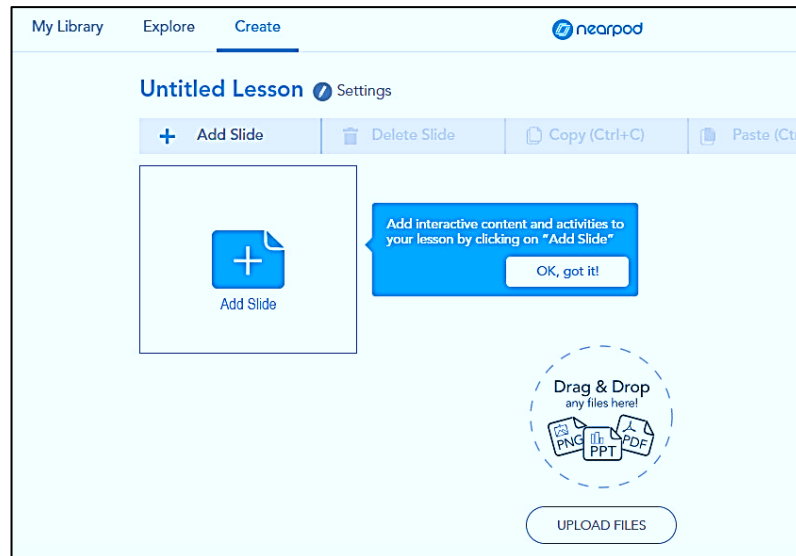 My Library Explore Create nearpod
Untitled Lesson Settings
Add Slide Delete Slide Copy (Ctrl+C) Paste (Ct
Add interactive content and activities to
your lesson by clicking on "Add Slide"
OK, got it!
Add Slide
Drag & Drop
any files here!
PNG PPT PDF
UPLOAD FILES